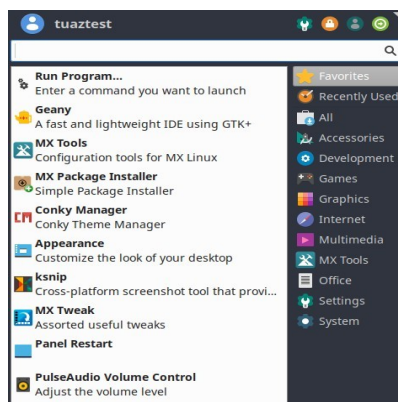 tuaztest
Run Program...
Enter a command you want to launch
Geany
A fast and lightweight IDE using GTK+
MX Tools
Configuration tools for MX Linux
MX Package Installer
Simple Package Installer
Conky Manager
Conky Theme Manager
Appearance
Customize the look of your desktop
ksnip
Cross-platform screenshot tool that provi...
MX Tweak
Assorted useful tweaks
Panel Restart
PulseAudio Volume Control
Adjust the volume level
Favorites
Recently Used
All
Accessories
Development
Games
Graphics
Internet
Multimedia
MX Tools
Office
Settings
System